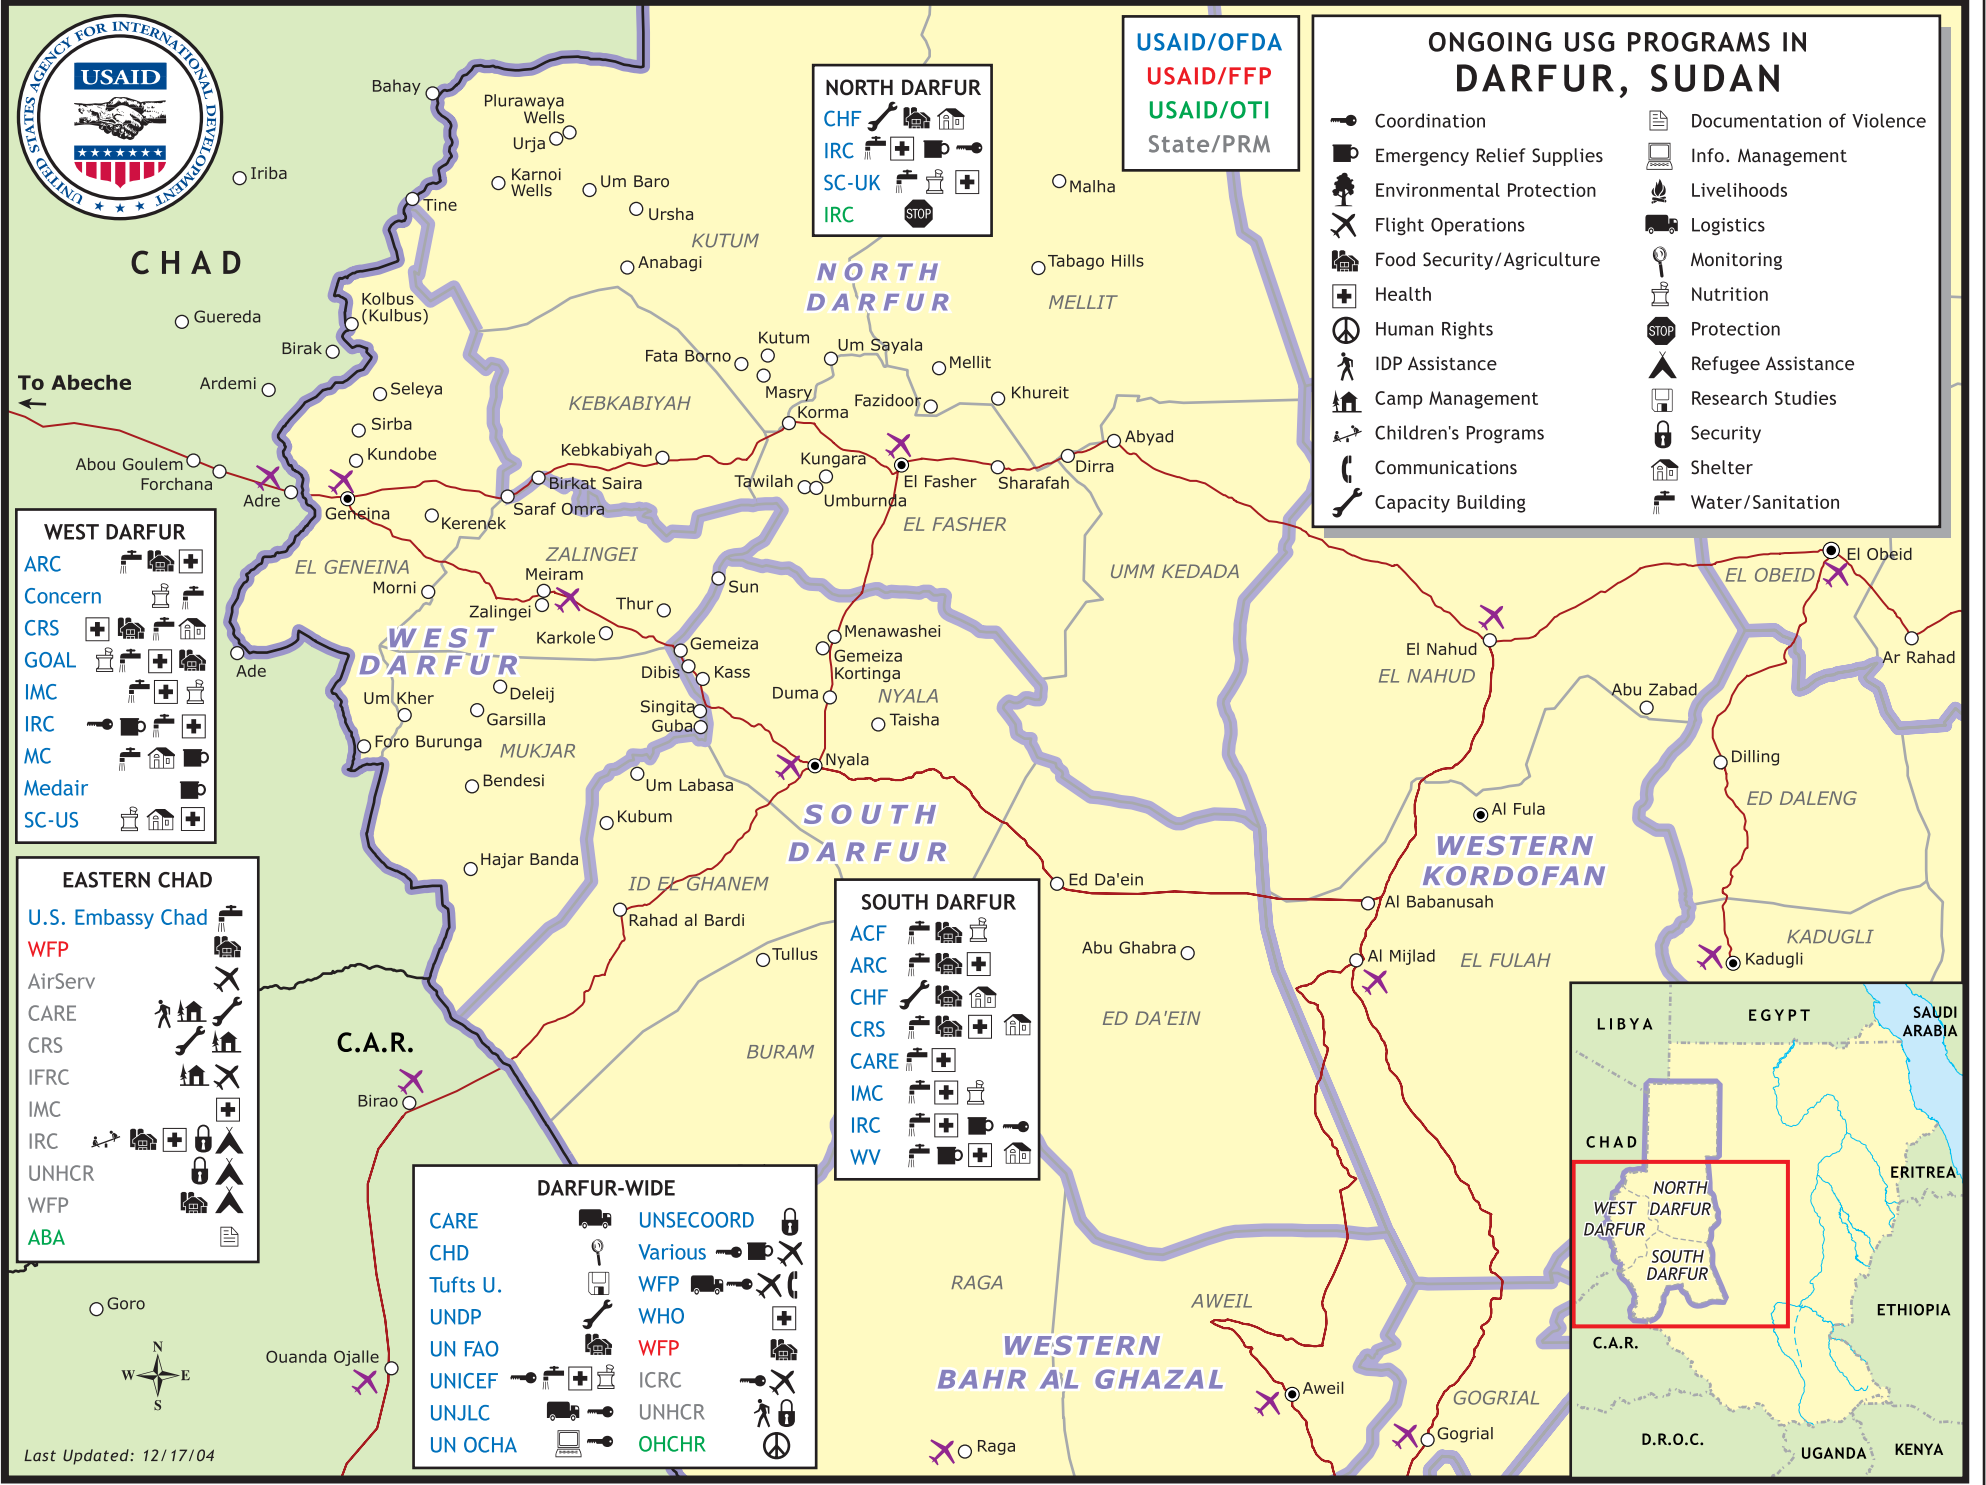 UNITED STATES AGENCY FOR INTERNATIONAL DEVELOPMENT
USAID
USAID/OFDA
USAID/FFP
USAID/OTI
State/PRM
ONGOING USG PROGRAMS IN
DARFUR, SUDAN
Coordination
Emergency Relief Supplies
Environmental Protection
Flight Operations
Food Security/Agriculture
Health
Human Rights
IDP Assistance
Camp Management
Children's Programs
Communications
Capacity Building
Documentation of Violence
Info. Management
Livelihoods
Logistics
Monitoring
Nutrition
STOP Protection
Refugee Assistance
Research Studies
Security
Shelter
Water/Sanitation
NORTH DARFUR
CHF
IRC
SC-UK
IRC STOP
Bahay
Plurawaya
Wells
Urja
Karnoi
Wells
Um Baro
Ursha
Iriba
Tine
KUTUM
Anabagi
Malha
Tabago Hills
CHAD
NORTH
DARFUR
MELLIT
Kolbus
(Kulbus)
Guereda
Birak
Kutum
Fata Borno
Masry
Um Sayala
Mellit
Ardemi
To Abeche
Seleya
KEBKABIYAH
Korma
Fazidoor
Khureit
Sirba
Kundobe
Kebkabiyah
Abyad
Dirra
Abou Goulem
Forchana
Adre
Geneina
Birkat Saira
Saraf Omra
Kungara
Tawilah
Umburnda
El Fasher
Sharafah
Kerenek
EL FASHER
ZALINGEI
EL GENEINA
Meiram
Morni
Zalingei
Thur
Sun
UMM KEDADA
EL OBEID
El Obeid
Karkole
WEST
DARFUR
Gemeiza
Menawashei
Gemeiza
Kortinga
El Nahud
EL NAHUD
Ar Rahad
Ade
Dibis
Kass
Duma
NYALA
Taisha
Um Kher
Deleij
Garsilla
Singita
Guba
Abu Zabad
Foro Burunga
MUKJAR
Nyala
Dilling
Bendesi
Um Labasa
Kubum
SOUTH
DARFUR
Al Fula
ED DALENG
WESTERN
KORDOFAN
Hajar Banda
ID EL GHANEM
Rahad al Bardi
Ed Da'ein
Al Babanusah
Tullus
Abu Ghabra
Al Mijlad
EL FULAH
KADUGLI
Kadugli
ED DA'EIN
BURAM
C.A.R.
Birao
WEST DARFUR
ARC
Concern
CRS
GOAL
IMC
IRC
MC
Medair
SC-US
EASTERN CHAD
U.S. Embassy Chad
WFP
AirServ
CARE
CRS
IFRC
IMC
IRC
UNHCR
WFP
ABA
SOUTH DARFUR
ACF
ARC
CHF
CRS
CARE
IMC
IRC
WV
DARFUR-WIDE
CARE
CHD
Tufts U.
UNDP
UN FAO
UNICEF
UNJLC
UN OCHA
UNSECOORD
Various
WFP
WHO
WFP
ICRC
UNHCR
OHCHR
Goro
Ouanda Ojalle
N
W E
S
Last Updated: 12/17/04
RAGA
AWEIL
WESTERN
BAHR AL GHAZAL
Aweil
GOGRIAL
Raga
Gogrial
LIBYA
EGYPT
SAUDI
ARABIA
CHAD
ERITREA
NORTH
DARFUR
WEST
DARFUR
SOUTH
DARFUR
ETHIOPIA
C.A.R.
D.R.O.C.
UGANDA
KENYA